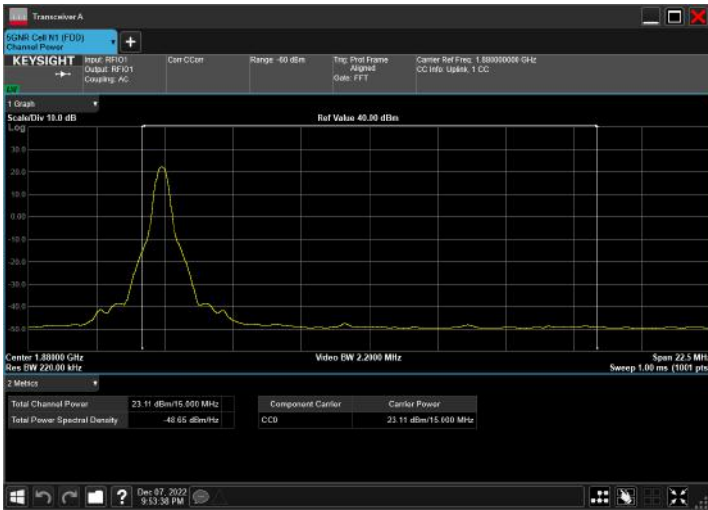 Transceiver A
5GNR Cell N1 (FDD)
Channel Power
+
KEYSIGHT
Input: RFIO1
Output: RFIO1
Coupling: AC
Corr CCorr
Range: -60 dBm
Trig: Prot Frame
Aligned
Gate: FFT
Carrier Ref Freq: 1.880000000 GHz
CC Info: Uplink, 1 CC
1 Graph
Scale/Div 10.0 dB
Ref Value 40.00 dBm
Log
30.0
20.0
10.0
0.00
-10.0
-20.0
-30.0
-40.0
-50.0
Center 1.88000 GHz
Video BW 2.2000 MHz
Span 22.5 MHz
Res BW 220.00 kHz
Sweep 1.00 ms (1001 pts
2 Metrics
Total Channel Power 23.11 dBm/15.000 MHz
Total Power Spectral Density -48.65 dBm/Hz
Component Carrier Carrier Power
CC0 23.11 dBm/15.000 MHz
?
Dec 07, 2022
9:53:38 PM